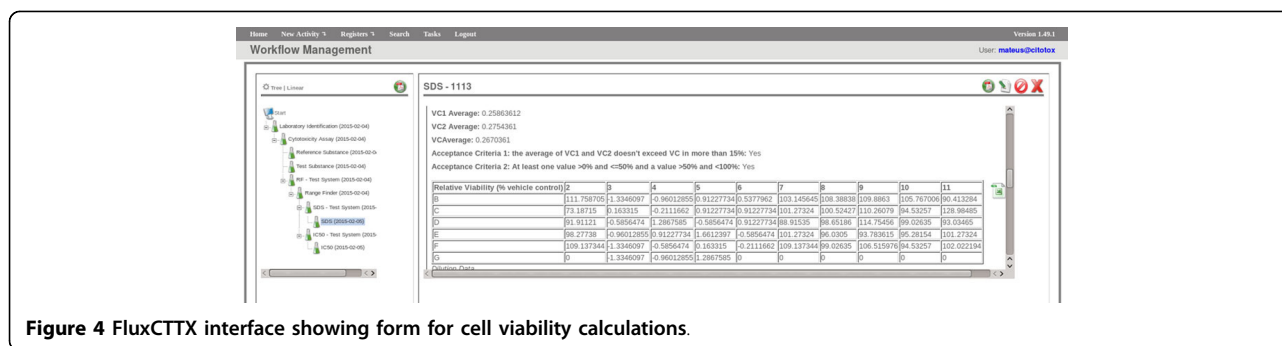 Home New Activity Registers Search Tasks Logout Version 1.49.1
Workflow Management User: mateus@citotox
Tree | Linear
Start
Laboratory Identification (2015-02-04)
Cytotoxicity Assay (2015-02-04)
Reference Substance (2015-02-0
Test Substance (2015-02-04)
RF - Test System (2015-02-04)
Range Finder (2015-02-04)
SDS - Test System (2015-
SDS (2015-02-05)
IC50 - Test System (2015-
IC50 (2015-02-05)
SDS - 1113
VC1 Average: 0.25863612
VC2 Average: 0.2754361
VCAverage: 0.2670361
Acceptance Criteria 1: the average of VC1 and VC2 doesn't exceed VC in more than 15%: Yes
Acceptance Criteria 2: At least one value >0% and <=50% and a value >50% and <100%: Yes
Relative Viability (% vehicle control) 2 3 4 5 6 7 8 9 10 11
B 111.758705 -1.3346097 -0.96012855 0.91227734 0.5377962 103.145645 108.38838 109.8863 105.767006 90.413284
C 73.18715 0.163315 -0.2111662 0.91227734 0.91227734 101.27324 100.52427 110.26079 94.53257 128.98485
D 91.91121 -0.5856474 1.2867585 -0.5856474 0.91227734 88.91535 98.65186 114.75456 99.02635 93.03465
E 98.27738 -0.96012855 0.91227734 1.6612397 -0.5856474 101.27324 96.0305 93.783615 95.28154 101.27324
F 109.137344 -1.3346097 -0.5856474 0.163315 -0.2111662 109.137344 99.02635 106.515976 94.53257 102.022194
G 0 -1.3346097 -0.96012855 1.2867585 0 0 0 0 0 0
Dilution Data
Figure 4 FluxCTTX interface showing form for cell viability calculations.